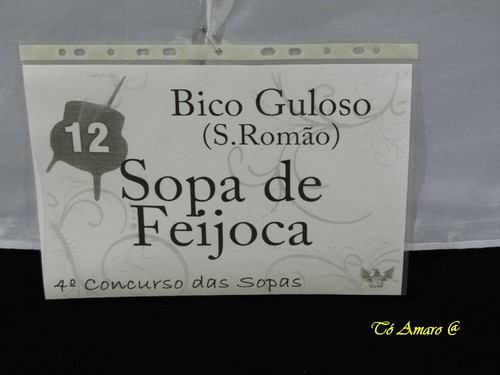 12
Bico Guloso
(S.Romão)
Sopa de
Feijoca
4º Concurso das Sopas
Tó Amaro @